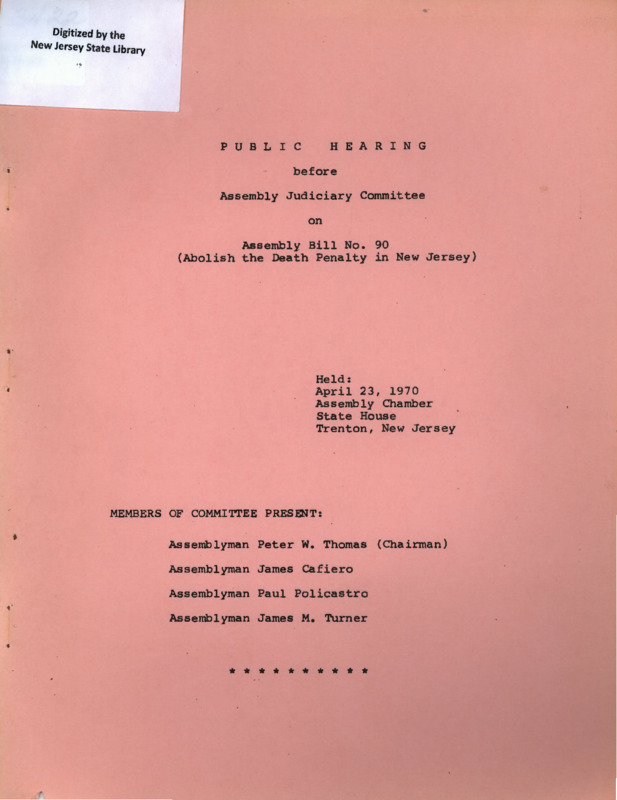 Digitized by the
New Jersey State Library
PUBLIC HEARING
before
Assembly Judiciary Committee
on
Assembly Bill No. 90
(Abolish the Death Penalty in New Jersey)
Held:
April 23, 1970
Assembly Chamber
State House
Trenton, New Jersey
MEMBERS OF COMMITTEE PRESENT:
Assemblyman Peter W. Thomas (Chairman)
Assemblyman James Cafiero
Assemblyman Paul Policastro
Assemblyman James M. Turner
* * * * * * * * * *